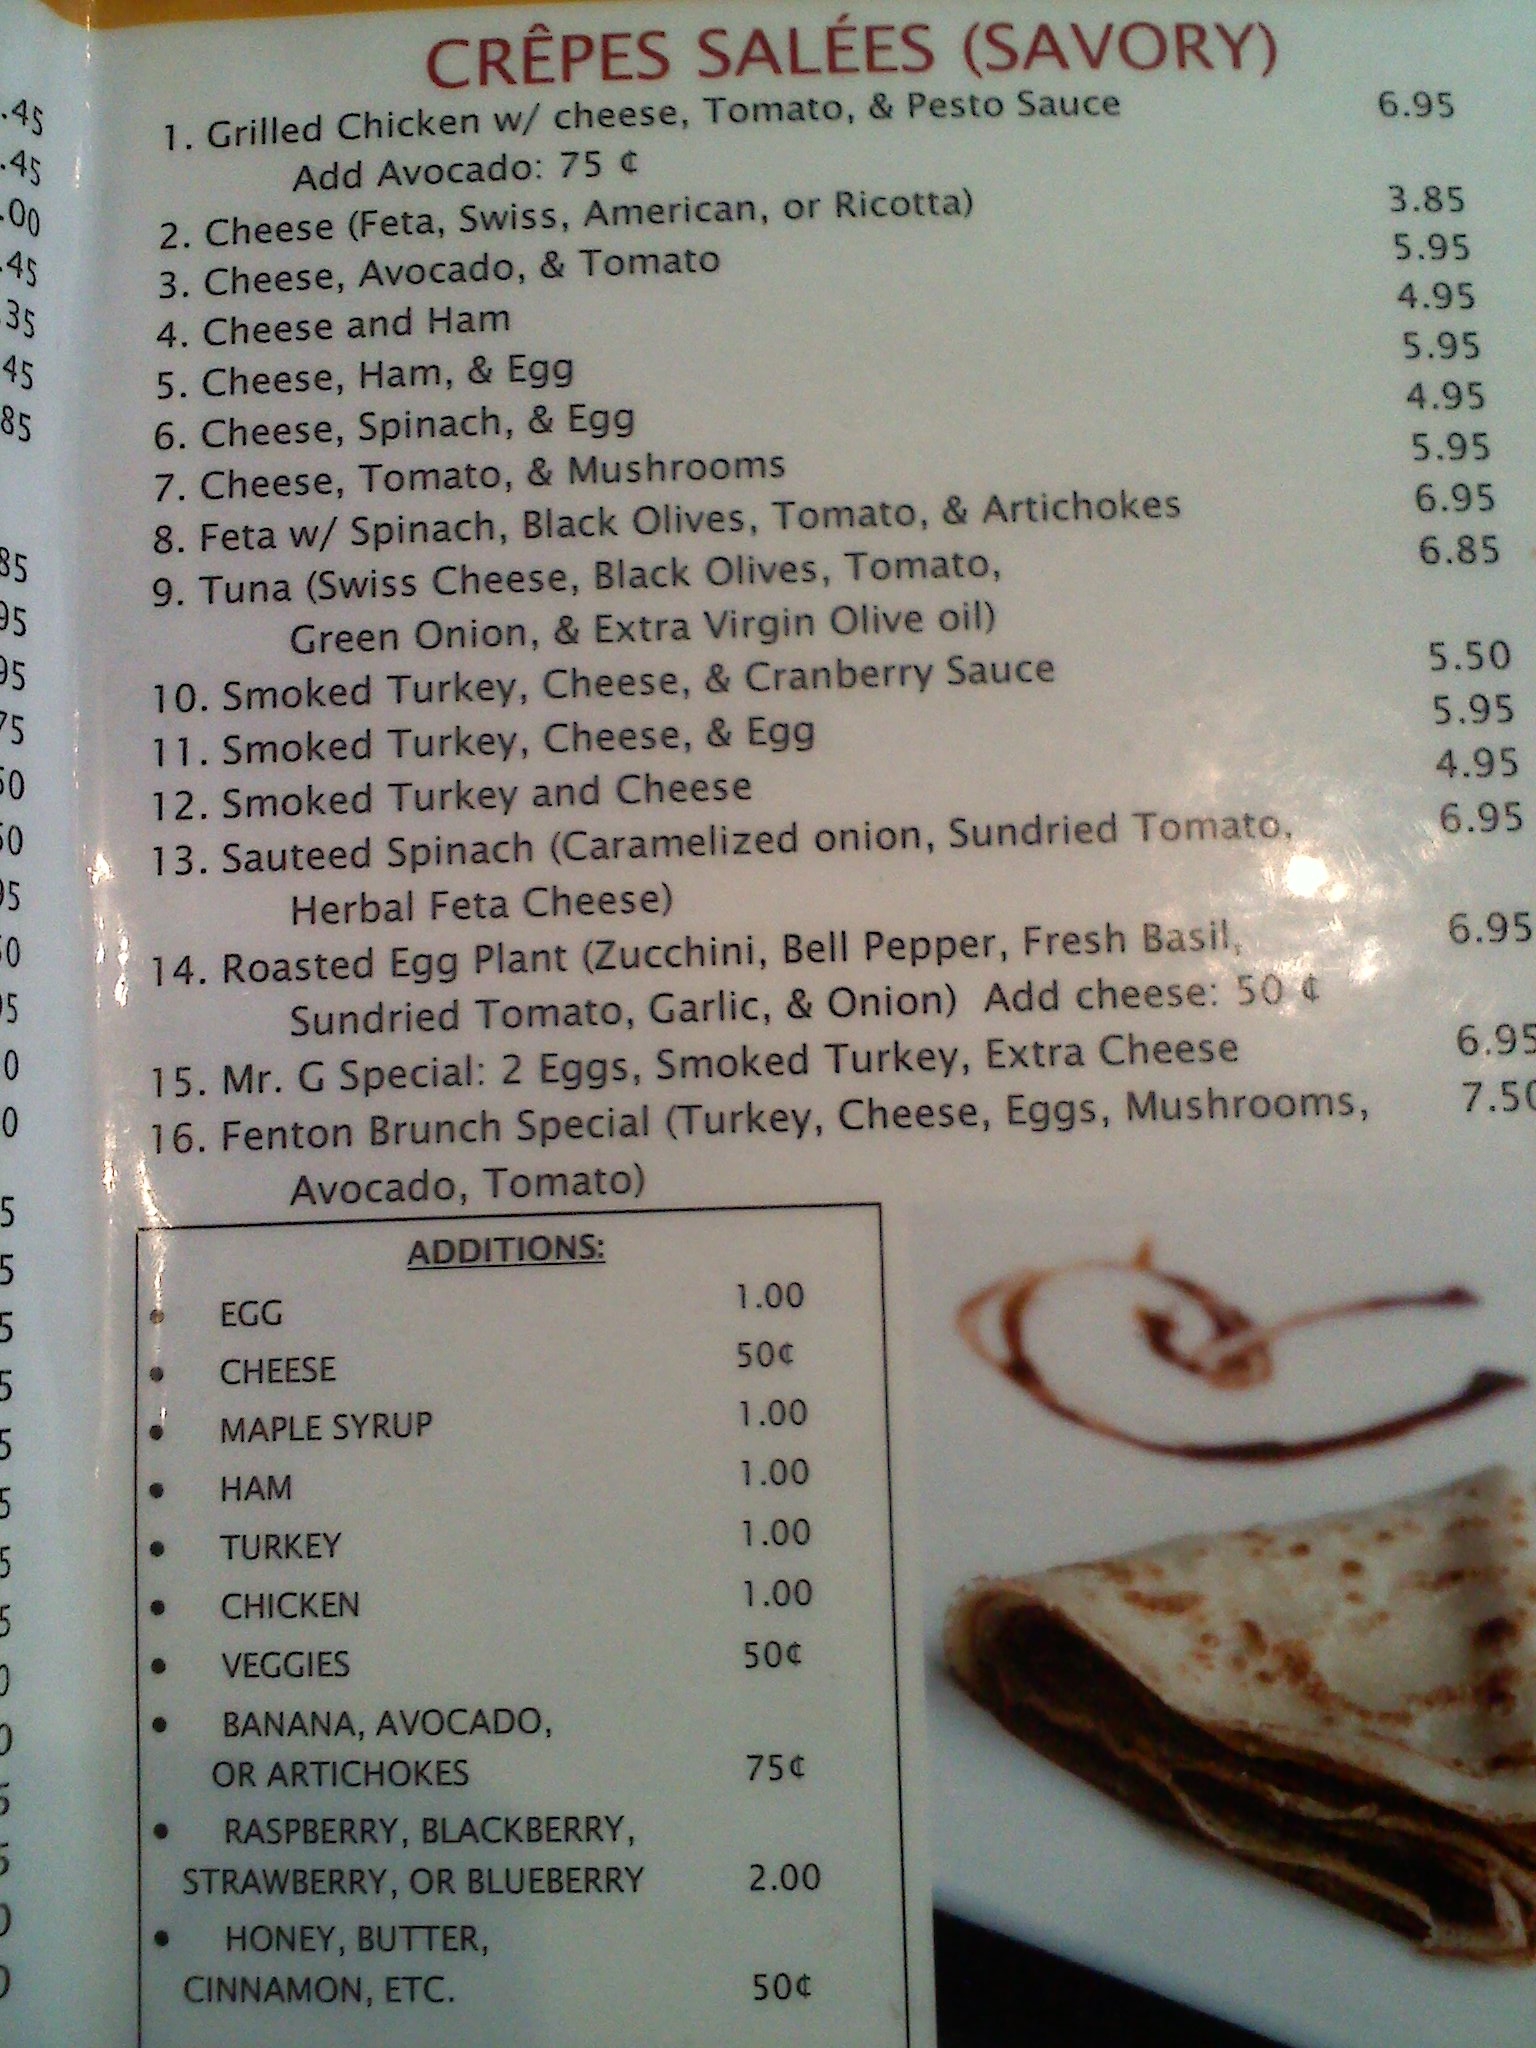 CRÊPES SALÉES (SAVORY)
1. Grilled Chicken w/ cheese, Tomato, & Pesto Sauce 6.95
Add Avocado: 75 ¢
2. Cheese (Feta, Swiss, American, or Ricotta) 3.85
3. Cheese, Avocado, & Tomato 5.95
4. Cheese and Ham 4.95
5. Cheese, Ham, & Egg 5.95
6. Cheese, Spinach, & Egg 4.95
7. Cheese, Tomato, & Mushrooms 5.95
8. Feta w/ Spinach, Black Olives, Tomato, & Artichokes 6.95
9. Tuna (Swiss Cheese, Black Olives, Tomato, 6.85
Green Onion, & Extra Virgin Olive oil)
10. Smoked Turkey, Cheese, & Cranberry Sauce 5.50
11. Smoked Turkey, Cheese, & Egg 5.95
12. Smoked Turkey and Cheese 4.95
13. Sauteed Spinach (Caramelized onion, Sundried Tomato, 6.95
Herbal Feta Cheese)
14. Roasted Egg Plant (Zucchini, Bell Pepper, Fresh Basil, 6.95
Sundried Tomato, Garlic, & Onion) Add cheese: 50 ¢
15. Mr. G Special: 2 Eggs, Smoked Turkey, Extra Cheese 6.95
16. Fenton Brunch Special (Turkey, Cheese, Eggs, Mushrooms, 7.50
Avocado, Tomato)
ADDITIONS:
• EGG 1.00
• CHEESE 50¢
• MAPLE SYRUP 1.00
• HAM 1.00
• TURKEY 1.00
• CHICKEN 1.00
• VEGGIES 50¢
• BANANA, AVOCADO,
OR ARTICHOKES 75¢
• RASPBERRY, BLACKBERRY,
STRAWBERRY, OR BLUEBERRY 2.00
• HONEY, BUTTER,
CINNAMON, ETC. 50¢